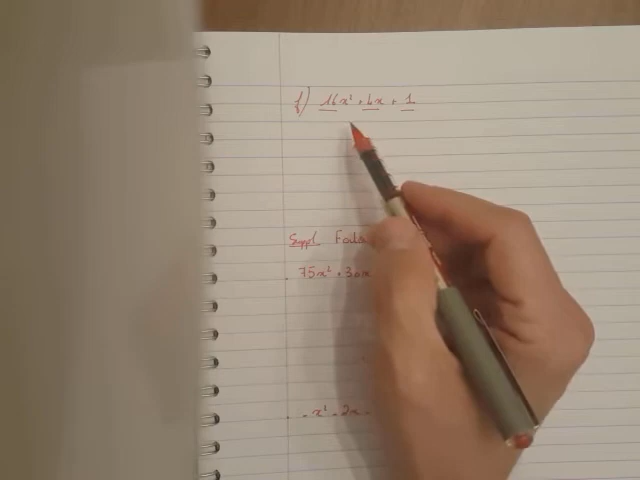 f) 16x² + 4x + 1
Suppl. Facto
75x² + 30x
- x² - 2x -